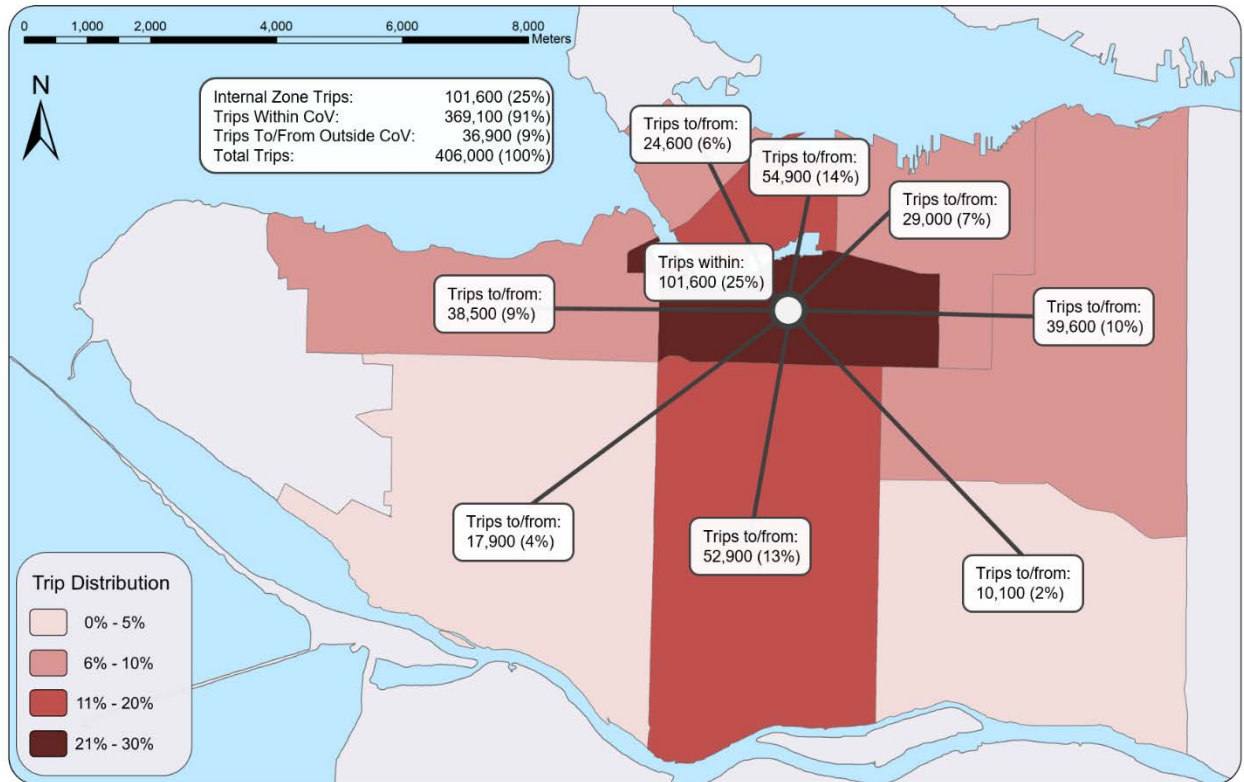 0 1,000 2,000 4,000 6,000 8,000
Meters
N
Internal Zone Trips: 101,600 (25%)
Trips Within CoV: 369,100 (91%)
Trips To/From Outside CoV: 36,900 (9%)
Total Trips: 406,000 (100%)
Trips to/from:
24,600 (6%)
Trips to/from:
54,900 (14%)
Trips to/from:
29,000 (7%)
Trips within:
101,600 (25%)
Trips to/from:
38,500 (9%)
Trips to/from:
39,600 (10%)
Trips to/from:
17,900 (4%)
Trips to/from:
52,900 (13%)
Trips to/from:
10,100 (2%)
Trip Distribution
0% - 5%
6% - 10%
11% - 20%
21% - 30%